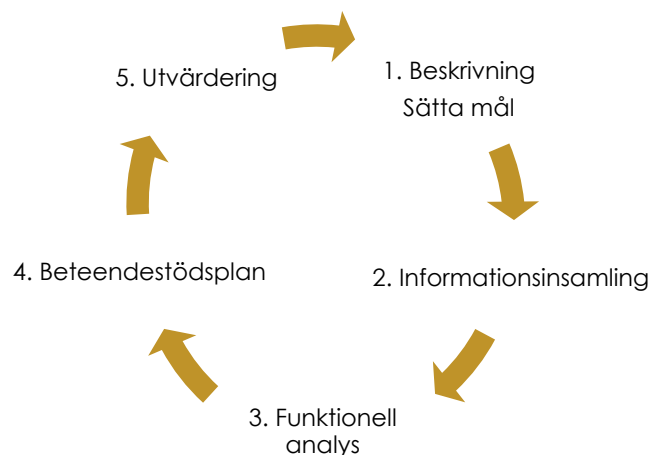 1. Beskrivning
Sätta mål
2. Informationsinsamling
3. Funktionell
analys
4. Beteendestödsplan
5. Utvärdering